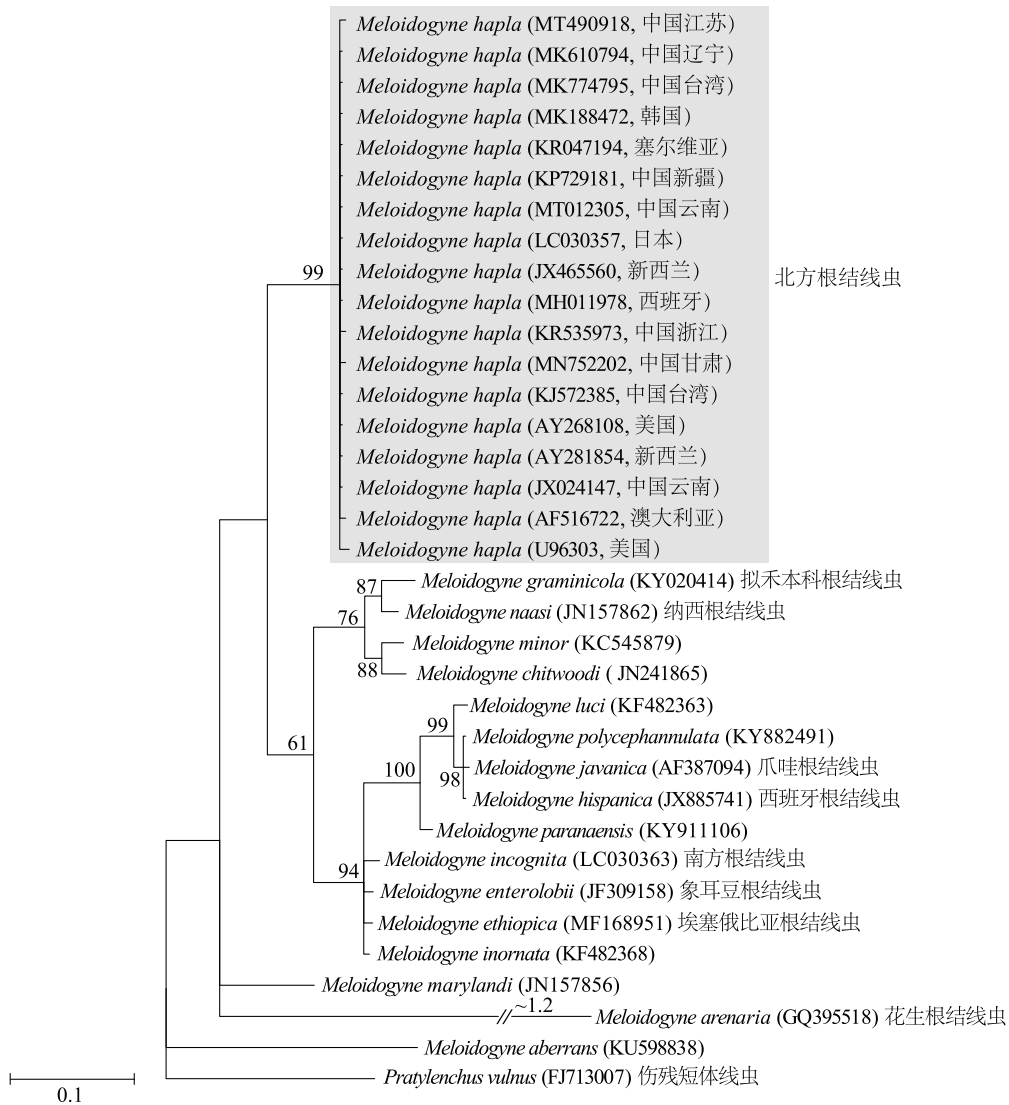 Meloidogyne hapla (MT490918, 中国江苏)
Meloidogyne hapla (MK610794, 中国辽宁)
Meloidogyne hapla (MK774795, 中国台湾)
Meloidogyne hapla (MK188472, 韩国)
Meloidogyne hapla (KR047194, 塞尔维亚)
Meloidogyne hapla (KP729181, 中国新疆)
Meloidogyne hapla (MT012305, 中国云南)
Meloidogyne hapla (LC030357, 日本)
99
Meloidogyne hapla (JX465560, 新西兰)
北方根结线虫
Meloidogyne hapla (MH011978, 西班牙)
Meloidogyne hapla (KR535973, 中国浙江)
Meloidogyne hapla (MN752202, 中国甘肃)
Meloidogyne hapla (KJ572385, 中国台湾)
Meloidogyne hapla (AY268108, 美国)
Meloidogyne hapla (AY281854, 新西兰)
Meloidogyne hapla (JX024147, 中国云南)
Meloidogyne hapla (AF516722, 澳大利亚)
Meloidogyne hapla (U96303, 美国)
87
Meloidogyne graminicola (KY020414) 拟禾本科根结线虫
76
Meloidogyne naasi (JN157862) 纳西根结线虫
Meloidogyne minor (KC545879)
88
Meloidogyne chitwoodi ( JN241865)
Meloidogyne luci (KF482363)
99
Meloidogyne polycephannulata (KY882491)
61
100
98
Meloidogyne javanica (AF387094) 爪哇根结线虫
Meloidogyne hispanica (JX885741) 西班牙根结线虫
Meloidogyne paranaensis (KY911106)
Meloidogyne incognita (LC030363) 南方根结线虫
94
Meloidogyne enterolobii (JF309158) 象耳豆根结线虫
Meloidogyne ethiopica (MF168951) 埃塞俄比亚根结线虫
Meloidogyne inornata (KF482368)
Meloidogyne marylandi (JN157856)
~1.2
Meloidogyne arenaria (GQ395518) 花生根结线虫
Meloidogyne aberrans (KU598838)
Pratylenchus vulnus (FJ713007) 伤残短体线虫
0.1